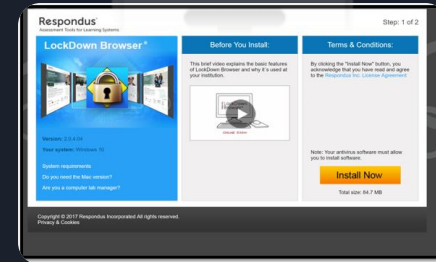 Respondus
Assessment Tools for Learning Systems
Step: 1 of 2
LockDown Browser®
Version: 2.0.4.04
Your system: Windows 10
System requirements
Do you need the Mac version?
Are you a computer lab manager?
Before You Install:
This brief video explains the basic features
of LockDown Browser and why it's used at
your institution.
Terms & Conditions:
By clicking the "Install Now" button, you
acknowledge that you have read and agree
to the Respondus Inc. License Agreement
Note: Your antivirus software must allow
you to install software.
Install Now
Total size: 64.7 MB
Copyright © 2017 Respondus Incorporated All rights reserved.
Privacy & Cookies